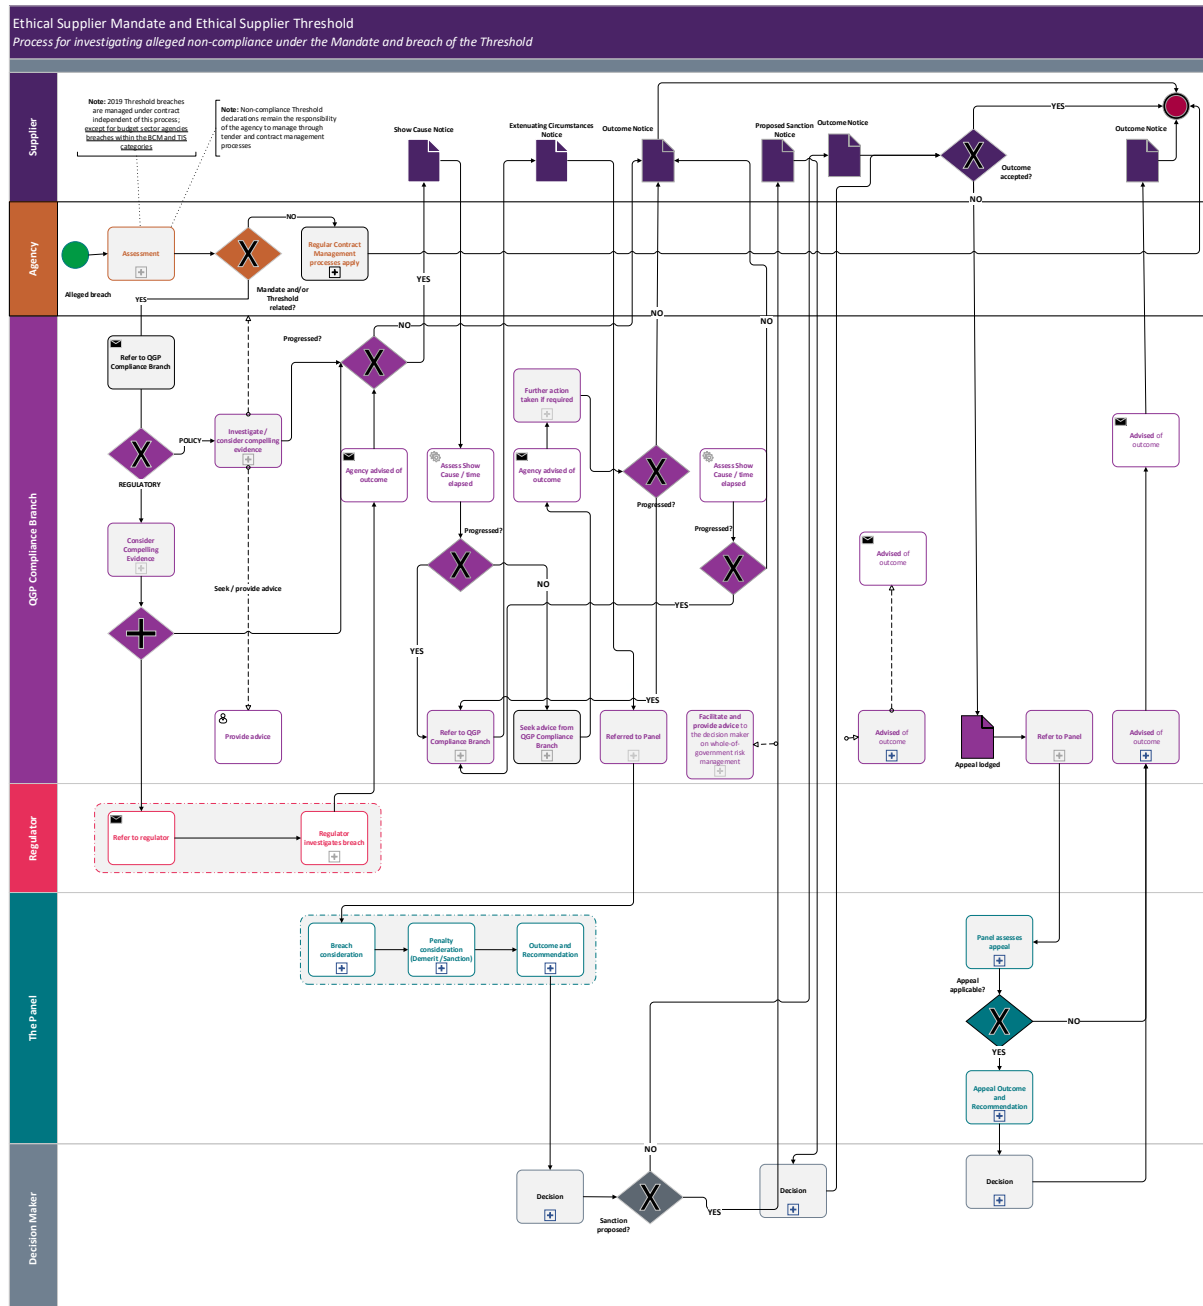 Ethical Supplier Mandate and Ethical Supplier Threshold
Process for investigating alleged non-compliance under the Mandate and breach of the Threshold
Supplier
Note: 2019 Threshold breaches
are managed under contract
independent of this process;
except for budget sector agencies
breaches within the BCM and TIS
categories
Note: Non-compliance Threshold
declarations remain the responsibility
of the agency to manage through
tender and contract management
processes
Show Cause Notice
Extenuating Circumstances
Notice
Outcome Notice
Proposed Sanction
Notice
Outcome Notice
X
Outcome
accepted?
YES
NO
Outcome Notice
Agency
Alleged breach
Assessment
X
Mandate and/or
Threshold
related?
NO
YES
Regular Contract
Management
processes apply
YES
QGP Compliance Branch
Refer to QGP
Compliance Branch
X
POLICY
REGULATORY
Investigate /
consider compelling
evidence
Progressed?
X
NO
Agency advised of
outcome
Consider
Compelling
Evidence
Seek / provide advice
Provide advice
Assess Show
Cause / time
elapsed
Progressed?
X
NO
YES
Further action
taken if required
Agency advised of
outcome
X
Progressed?
NO
YES
Assess Show
Cause / time
elapsed
Progressed?
X
NO
YES
Refer to QGP
Compliance Branch
Seek advice from
QGP Compliance
Branch
Referred to Panel
Facilitate and
provide advice to
the decision maker
on whole-of-
government risk
management
Advised of
outcome
Advised of
outcome
Appeal lodged
Refer to Panel
Advised of
outcome
Advised of
outcome
Regulator
Refer to regulator
Regulator
investigates breach
The Panel
Breach
consideration
Penalty
consideration
(Demerit /Sanction)
Outcome and
Recommendation
Panel assesses
appeal
Appeal
applicable?
X
NO
YES
Appeal Outcome
and
Recommendation
Decision Maker
Decision
X
Sanction
proposed?
NO
YES
Decision
Decision